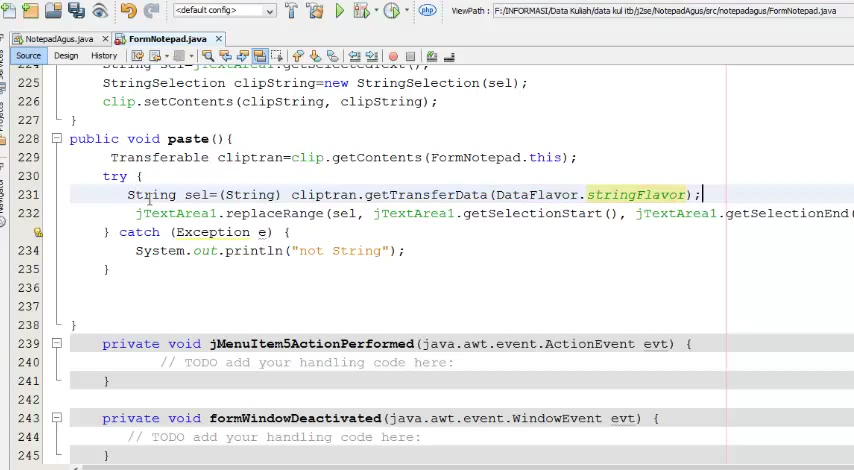 <default config>
php
ViewPath : F:/INFORMASI/Data Kuliah/data kul itb/j2se/NotepadAgus/src/notepadagus/FormNotepad.java
NotepadAgus.java
FormNotepad.java
Source Design History
224 String sel=jTextArea1.getSelectedText();
225 StringSelection clipString=new StringSelection(sel);
226 clip.setContents(clipString, clipString);
227 }
228 public void paste(){
229 Transferable cliptran=clip.getContents(FormNotepad.this);
230 try {
231 String sel=(String) cliptran.getTransferData(DataFlavor.stringFlavor);
232 jTextArea1.replaceRange(sel, jTextArea1.getSelectionStart(), jTextArea1.getSelectionEnd(
} catch (Exception e) {
234 System.out.println("not String");
235 }
236
237
238 }
239 private void jMenuItem5ActionPerformed(java.awt.event.ActionEvent evt) {
240 // TODO add your handling code here:
241 }
242
243 private void formWindowDeactivated(java.awt.event.WindowEvent evt) {
244 // TODO add your handling code here:
245 }
Services
Projects
Navigator